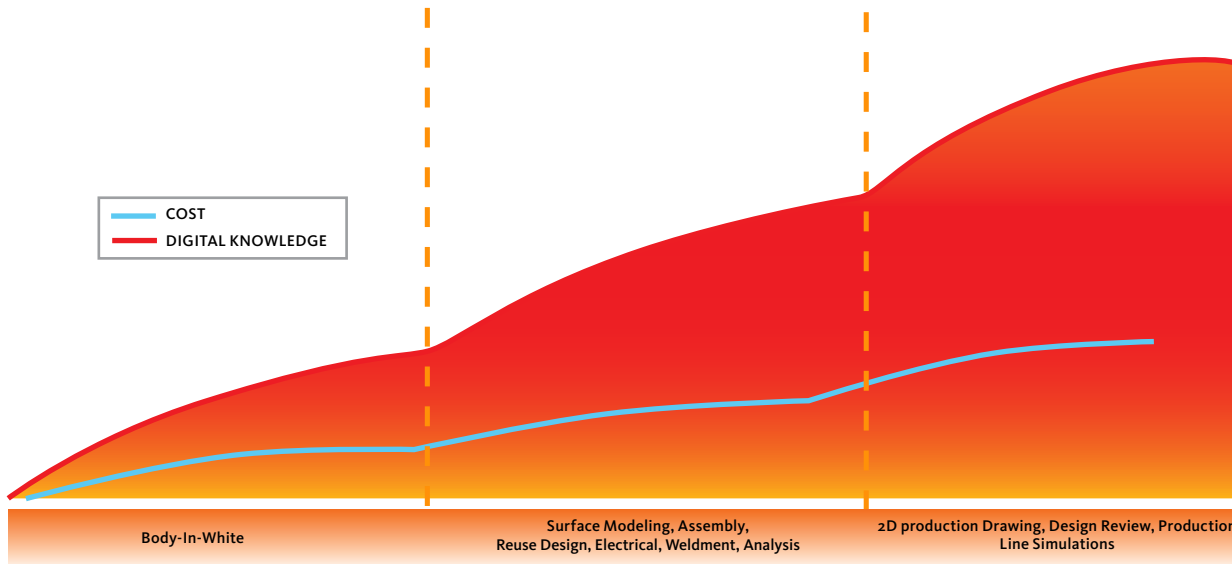 COST
DIGITAL KNOWLEDGE
Body-In-White
Surface Modeling, Assembly,
Reuse Design, Electrical, Weldment, Analysis
2D production Drawing, Design Review, Production
Line Simulations